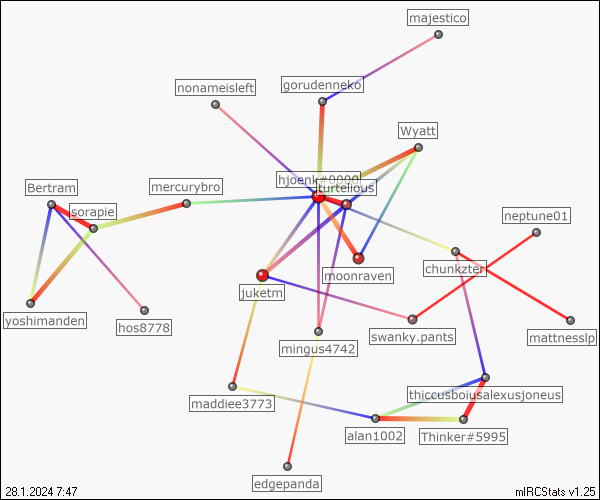 majestico
nonameisleft
gorudenneko
Wyatt
hjoenk#0000
turtelious
Bertram
mercurybro
sorapie
neptune01
moonraven
chunkzter
juketm
yoshimanden
hos8778
swanky.pants
mattnesslp
mingus4742
thiccusboiusalexusjoneus
maddiee3773
alan1002
Thinker#5995
edgepanda
28.1.2024 7:47
mIRCStats v1.25